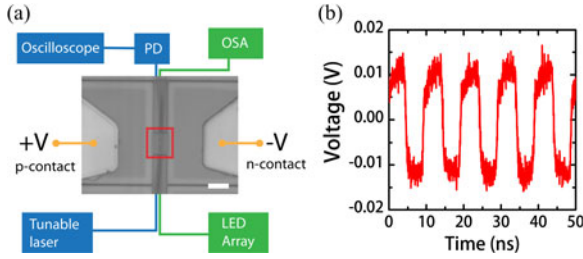 (a)
Oscilloscope
PD
OSA
+V
p-contact
-V
n-contact
Tunable
laser
LED
Array
(b)
Voltage (V)
0.02
0.01
0.00
-0.01
-0.02
0 10 20 30 40 50
Time (ns)